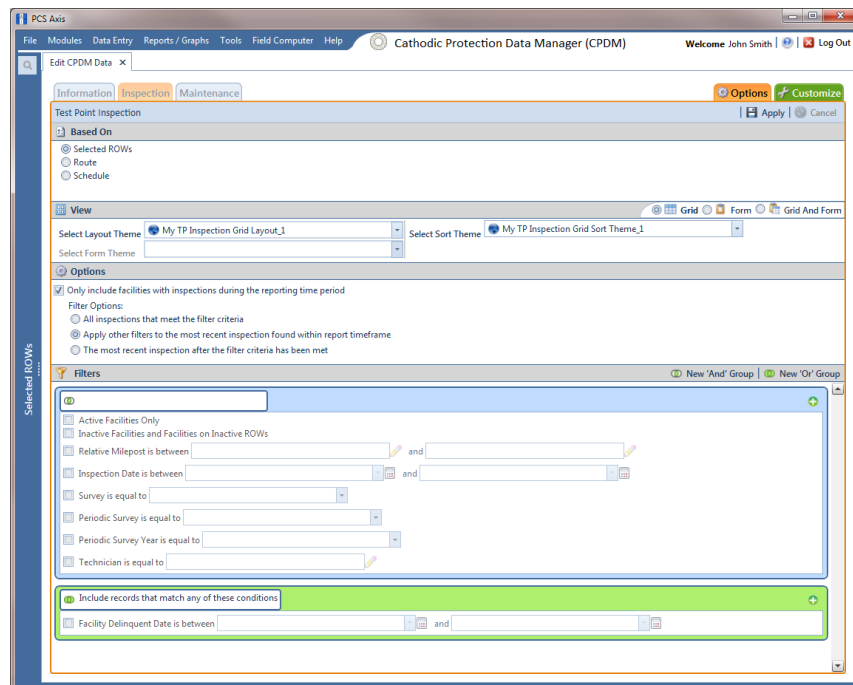 PCS Axis
File Modules Data Entry Reports / Graphs Tools Field Computer Help Cathodic Protection Data Manager (CPDM) Welcome John Smith Log Out
Edit CPDM Data
Information Inspection Maintenance Options Customize
Test Point Inspection Apply Cancel
Based On
Selected ROWs
Route
Schedule
View Grid Form Grid And Form
Select Layout Theme My TP Inspection Grid Layout_1 Select Sort Theme My TP Inspection Grid Sort Theme_1
Select Form Theme
Options
Only include facilities with inspections during the reporting time period
Filter Options:
All inspections that meet the filter criteria
Apply other filters to the most recent inspection found within report timeframe
The most recent inspection after the filter criteria has been met
Selected ROWs
Filters New 'And' Group New 'Or' Group
Active Facilities Only
Inactive Facilities and Facilities on Inactive ROWs
Relative Milepost is between and
Inspection Date is between and
Survey is equal to
Periodic Survey is equal to
Periodic Survey Year is equal to
Technician is equal to
Include records that match any of these conditions
Facility Delinquent Date is between and